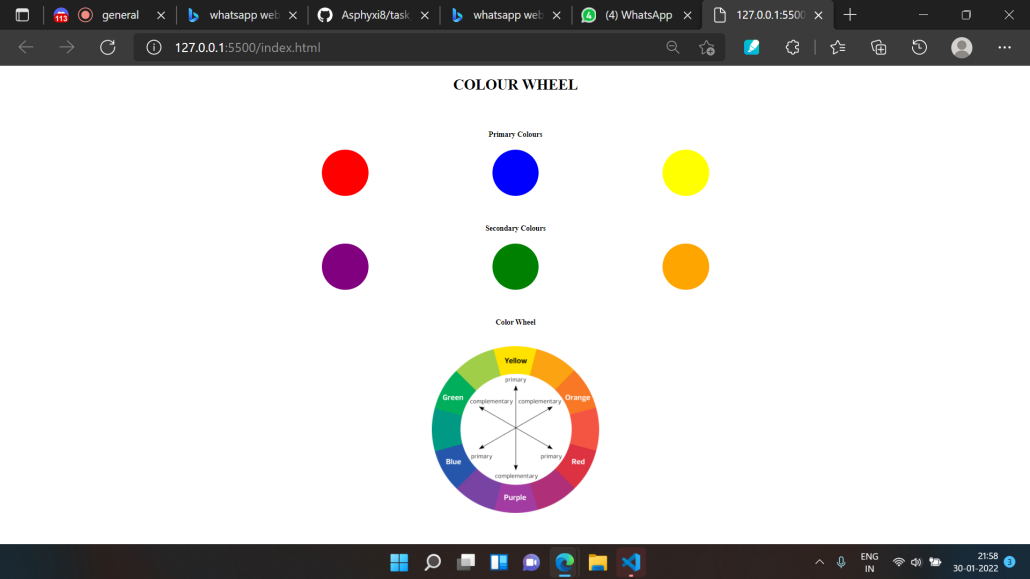 113 general
whatsapp web
Asphyxi8/task
whatsapp web
4 (4) WhatsApp
127.0.0.1:5500
127.0.0.1:5500/index.html
COLOUR WHEEL
Primary Colours
Secondary Colours
Color Wheel
Yellow
primary
Green complementary complementary Orange
Blue primary primary Red
complementary
Purple
ENG
IN
21:58
30-01-2022
3